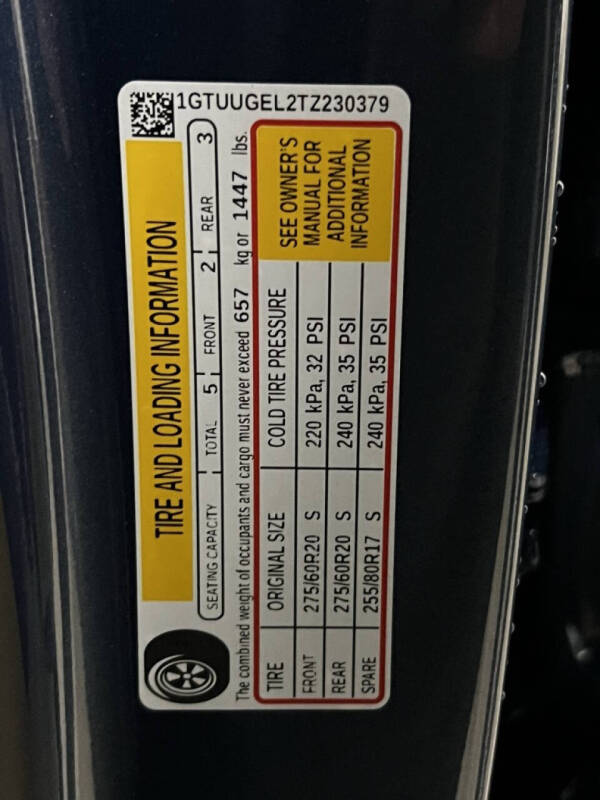 1GTUUGEL2TZ230379
TIRE AND LOADING INFORMATION
SEATING CAPACITY TOTAL 5 FRONT 2 REAR 3
The combined weight of occupants and cargo must never exceed 657 kg or 1447 lbs.
TIRE ORIGINAL SIZE COLD TIRE PRESSURE
FRONT 275/60R20 S 220 kPa, 32 PSI
REAR 275/60R20 S 240 kPa, 35 PSI
SPARE 255/80R17 S 240 kPa, 35 PSI
SEE OWNER'S
MANUAL FOR
ADDITIONAL
INFORMATION